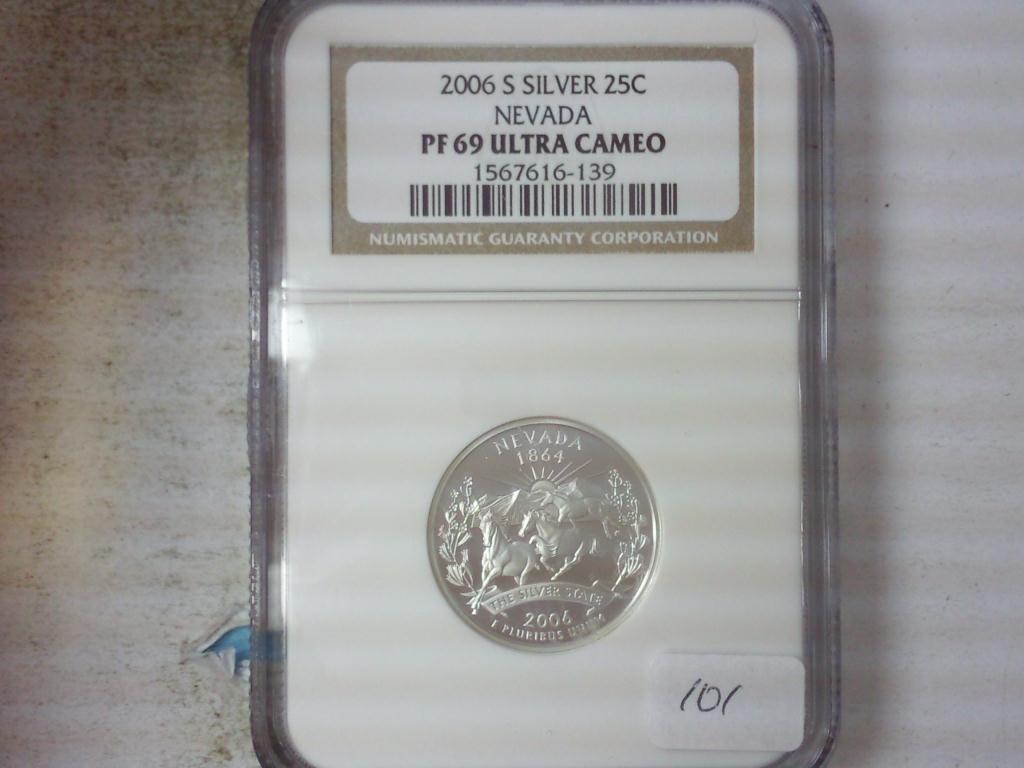 2006 S SILVER 25C
NEVADA
PF 69 ULTRA CAMEO
1567616-139
NUMISMATIC GUARANTY CORPORATION
NEVADA
1864
THE SILVER STATE
2006
E PLURIBUS UNUM
101